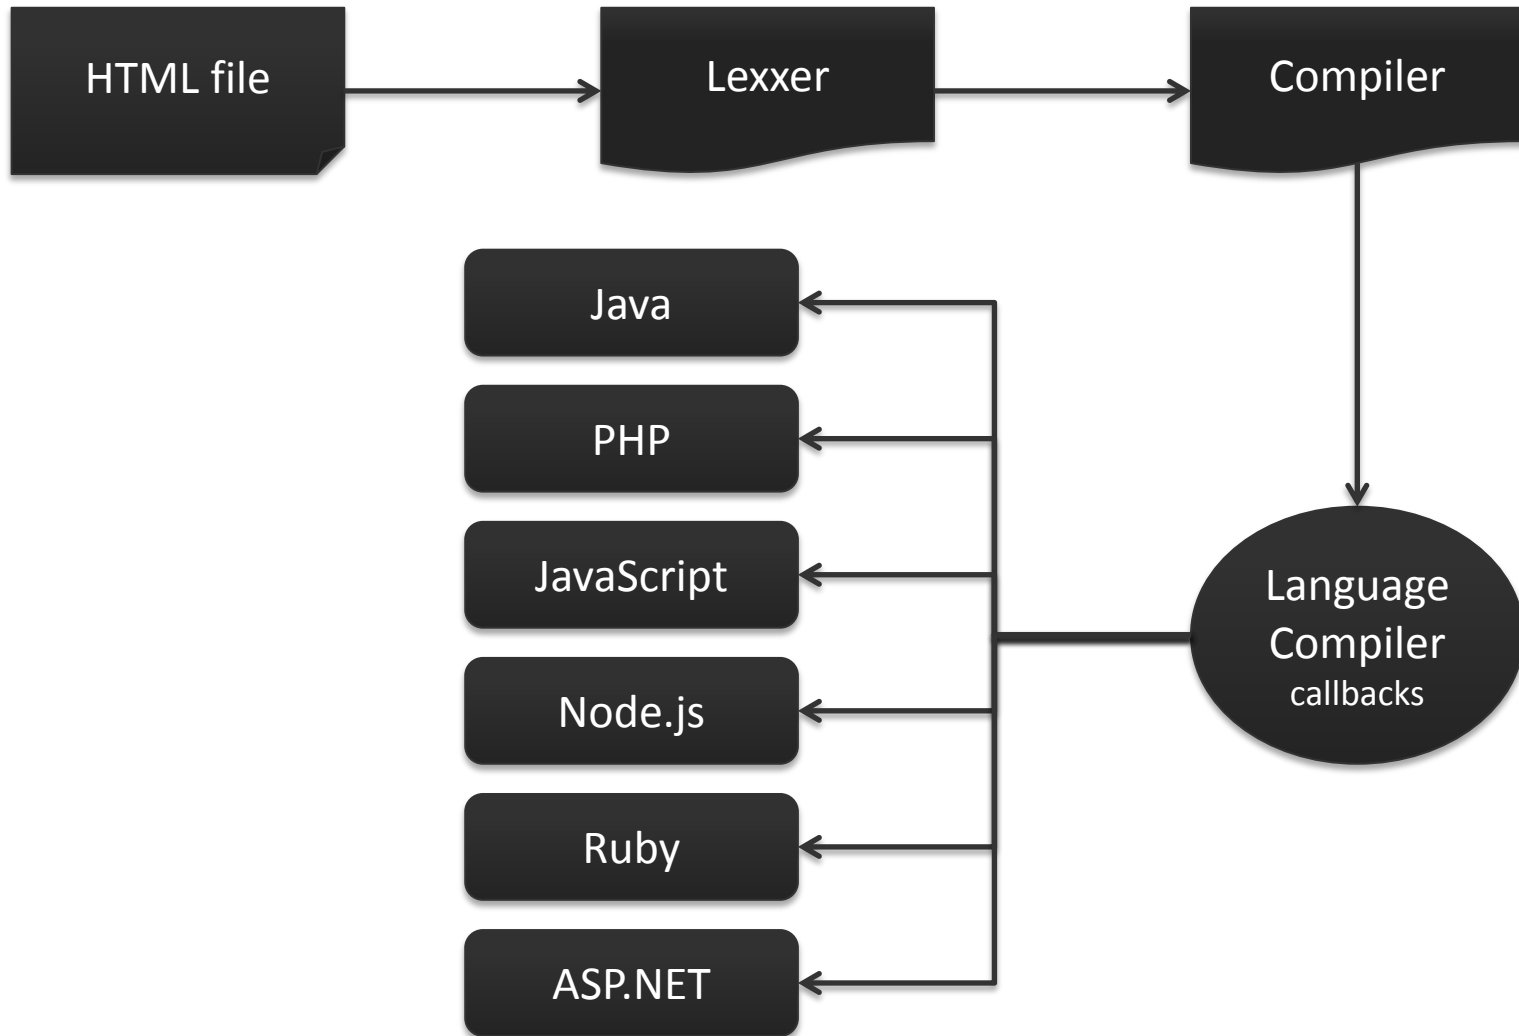 HTML file
Lexxer
Compiler
Java
PHP
JavaScript
Node.js
Ruby
ASP.NET
Language
Compiler
callbacks